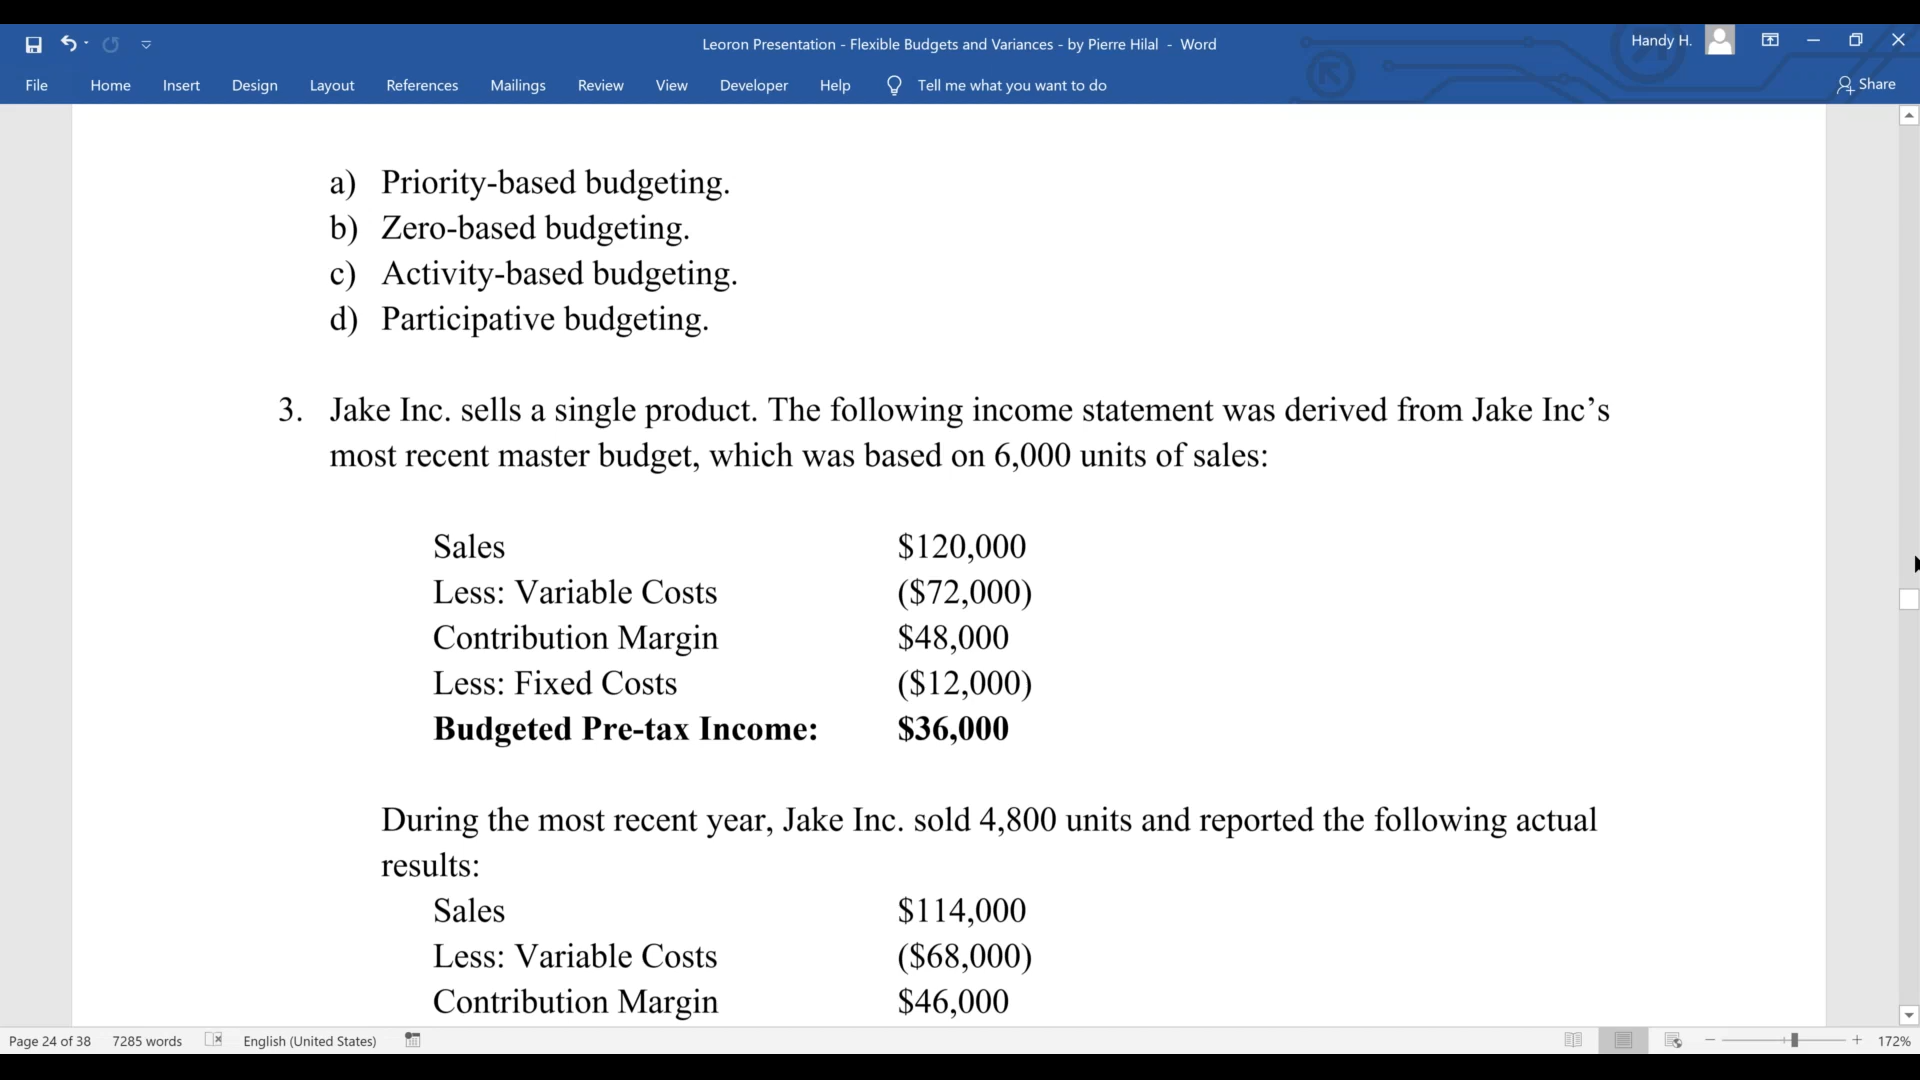 Leoron Presentation - Flexible Budgets and Variances - by Pierre Hilal - Word
Handy H.
File Home Insert Design Layout References Mailings Review View Developer Help Tell me what you want to do Share
a) Priority-based budgeting.
b) Zero-based budgeting.
c) Activity-based budgeting.
d) Participative budgeting.
3. Jake Inc. sells a single product. The following income statement was derived from Jake Inc’s
most recent master budget, which was based on 6,000 units of sales:
Sales $120,000
Less: Variable Costs ($72,000)
Contribution Margin $48,000
Less: Fixed Costs ($12,000)
Budgeted Pre-tax Income: $36,000
During the most recent year, Jake Inc. sold 4,800 units and reported the following actual
results:
Sales $114,000
Less: Variable Costs ($68,000)
Contribution Margin $46,000
Page 24 of 38 7285 words English (United States) 172%